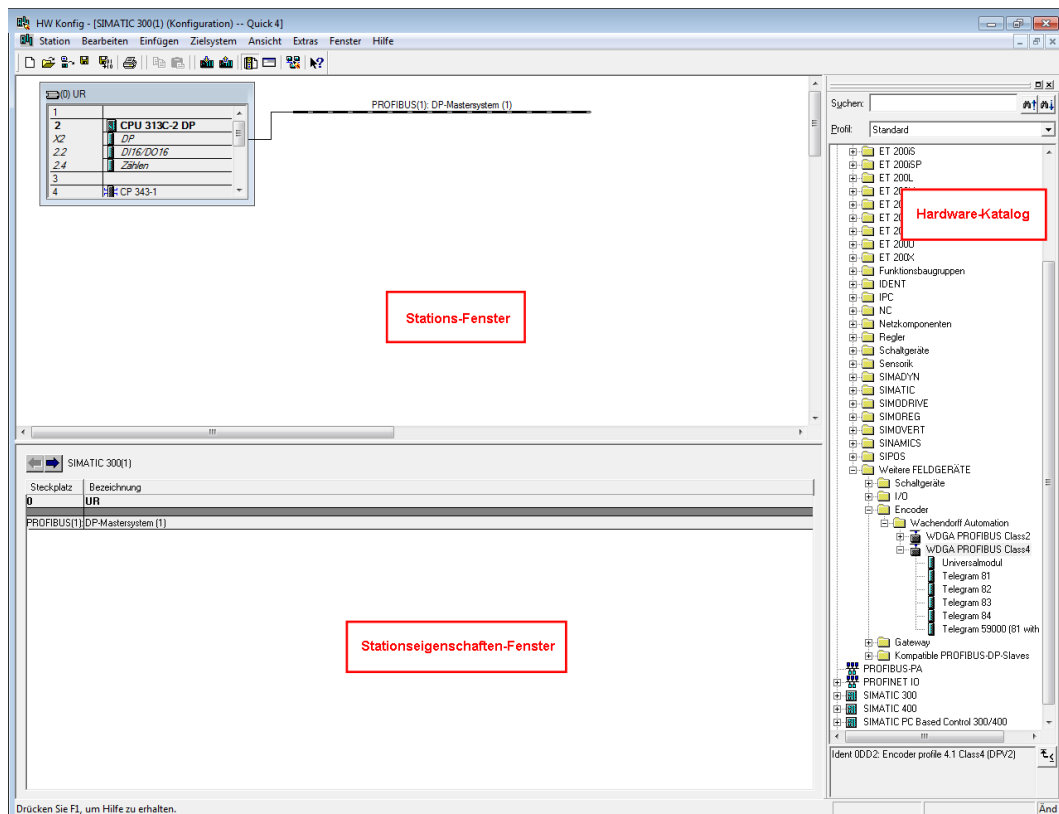 HW Konfig - [SIMATIC 300(1) (Konfiguration) -- Quick 4]
Station Bearbeiten Einfügen Zielsystem Ansicht Extras Fenster Hilfe
(0) UR
1
2 CPU 313C-2 DP
X2 DP
2.2 DI16/DO16
2.4 Zählen
3
4 CP 343-1
PROFIBUS(1): DP-Mastersystem (1)
Stations-Fenster
SIMATIC 300(1)
Steckplatz Bezeichnung
0 UR
PROFIBUS(1): DP-Mastersystem (1)
Stationseigenschaften-Fenster
Suchen:
Profil: Standard
ET 200iS
ET 200iSP
ET 200L
ET
ET
ET
ET
ET 200X
Hardware-Katalog
Funktionsbaugruppen
IDENT
IPC
NC
Netzkomponenten
Regler
Schaltgeräte
Sensorik
SIMADYN
SIMATIC
SIMODRIVE
SIMOREG
SIMOVERT
SINAMICS
SIPOS
Weitere FELDGERÄTE
Schaltgeräte
I/O
Encoder
Wachendorff Automation
WDGA PROFIBUS Class2
WDGA PROFIBUS Class4
Universalmodul
Telegram 81
Telegram 82
Telegram 83
Telegram 84
Telegram 59000 (81 with
Gateway
Kompatible PROFIBUS-DP-Slaves
PROFIBUS-PA
PROFINET IO
SIMATIC 300
SIMATIC 400
SIMATIC PC Based Control 300/400
Ident 0DD2: Encoder profile 4.1 Class4 (DPV2)
Drücken Sie F1, um Hilfe zu erhalten.
Änd